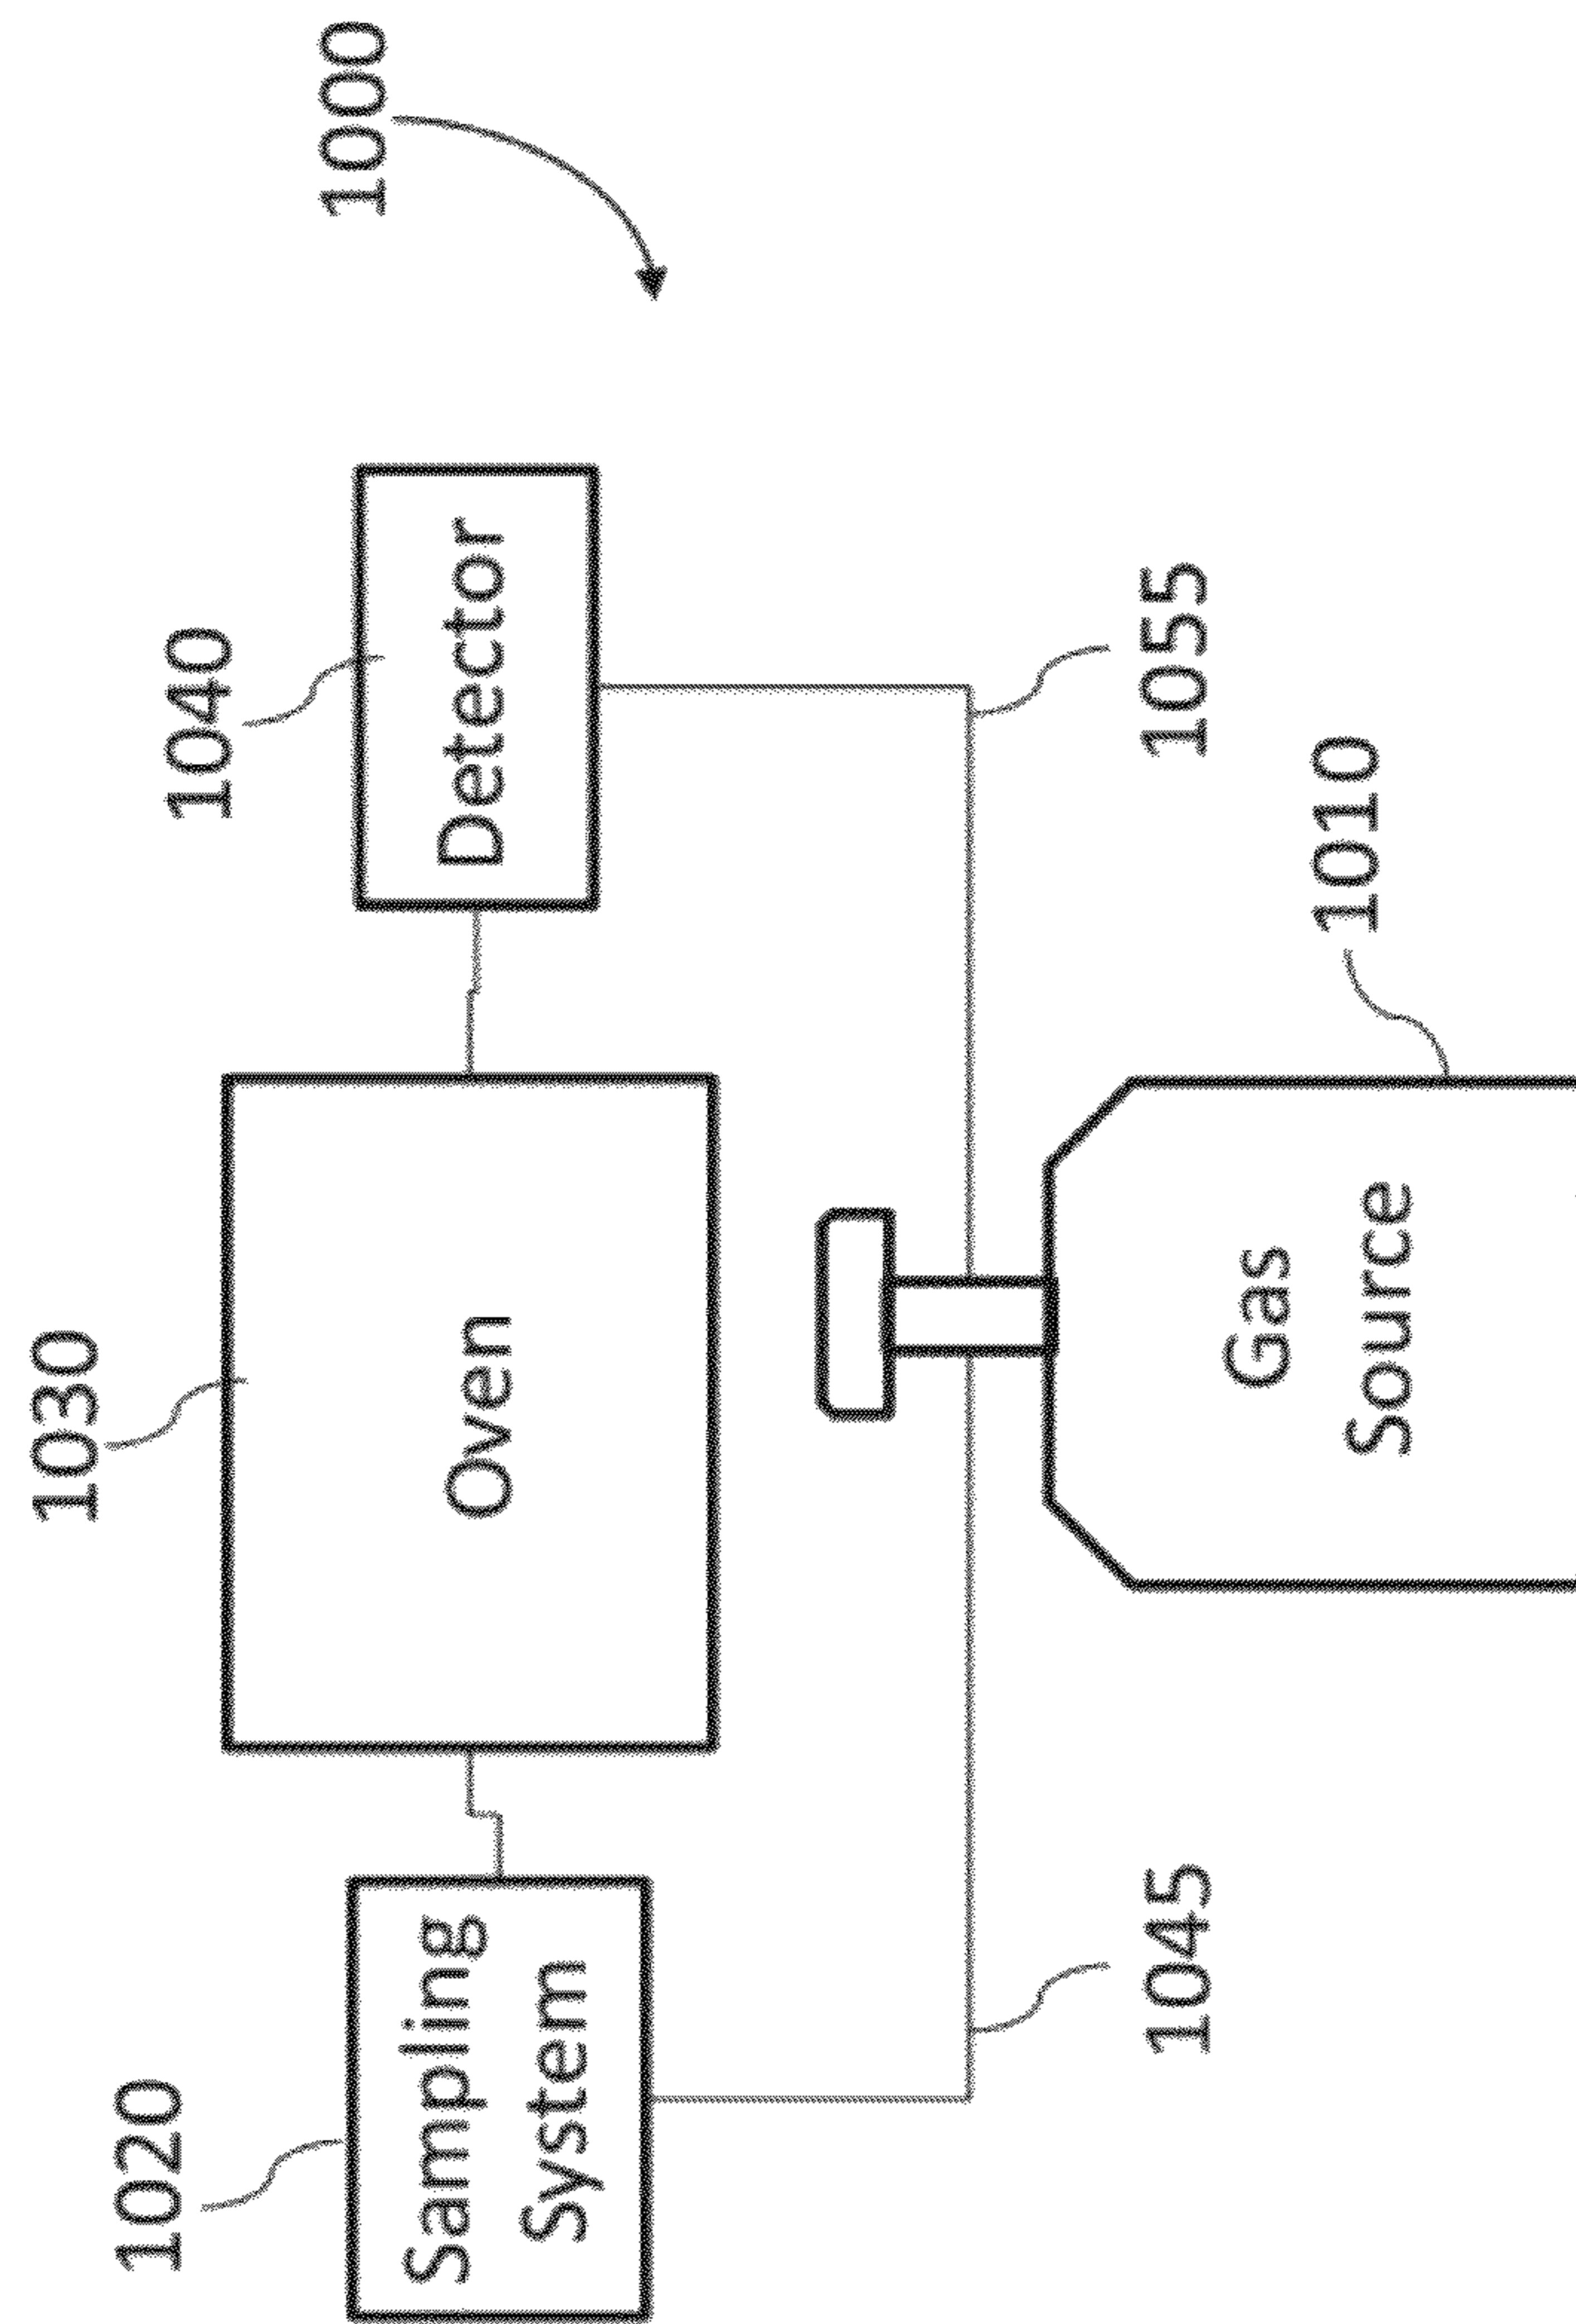 1000
1030
1040
1020
Sampling
System
Oven
Detector
1045
1055
1010
Gas
Source